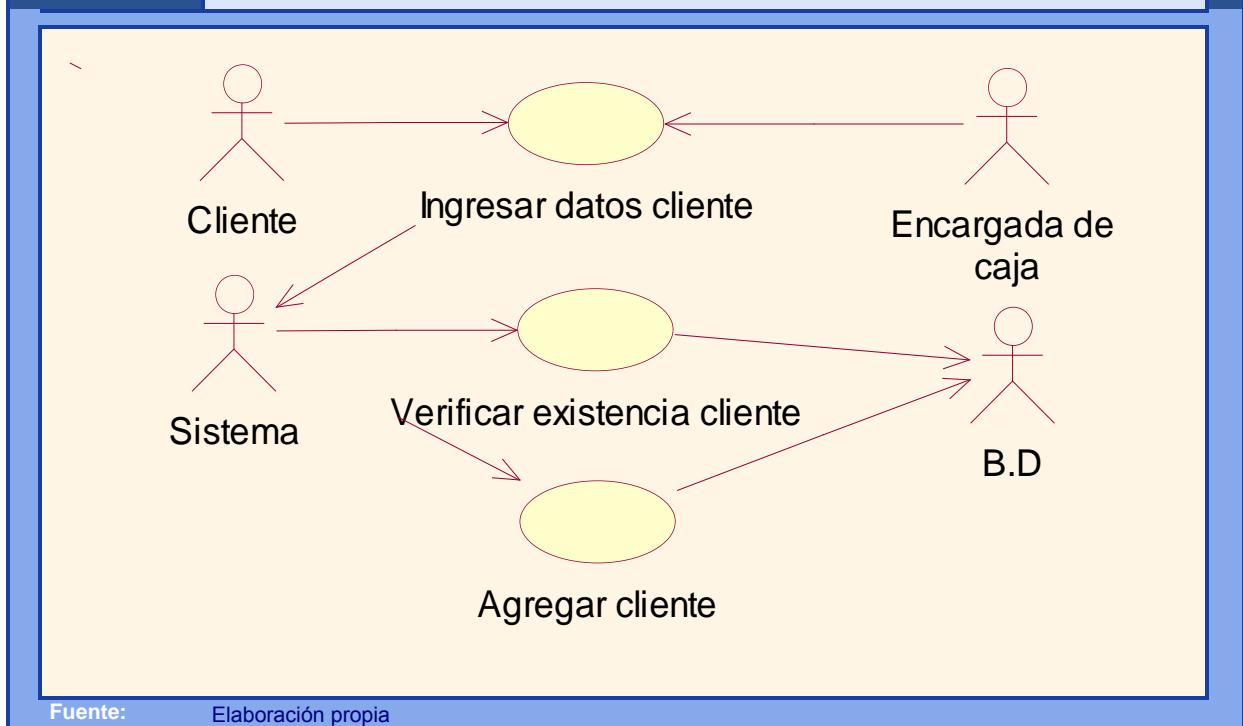 Cliente
Ingresar datos cliente
Encargada de
caja
Sistema
Verificar existencia cliente
B.D
Agregar cliente
Fuente: Elaboración propia